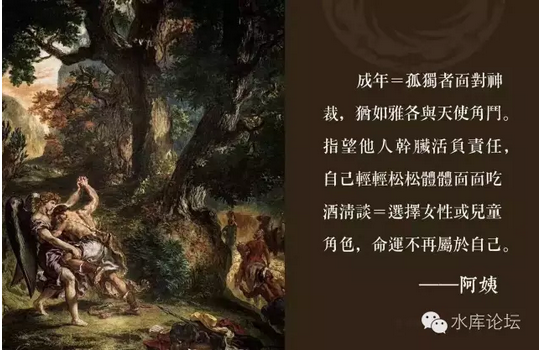 成年＝孤獨者面對神
裁，猶如雅各與天使角鬥。
指望他人幹臟活負責任，
自己輕輕松松體體面面吃
酒清談＝選擇女性或兒童
角色，命運不再屬於自己。
——阿姨
水库论坛